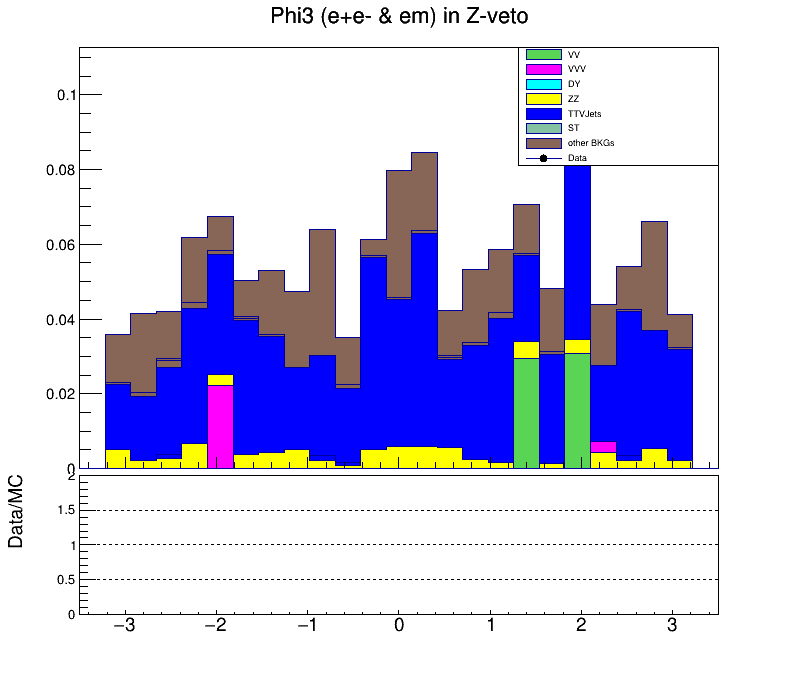 Phi3 (e+e- & em) in Z-veto
VV
VVV
DY
ZZ
TTVJets
ST
other BKGs
Data
0.1
0.08
0.06
0.04
0.02
0
Data/MC
2
1.5
1
0.5
0
−3 −2 −1 0 1 2 3